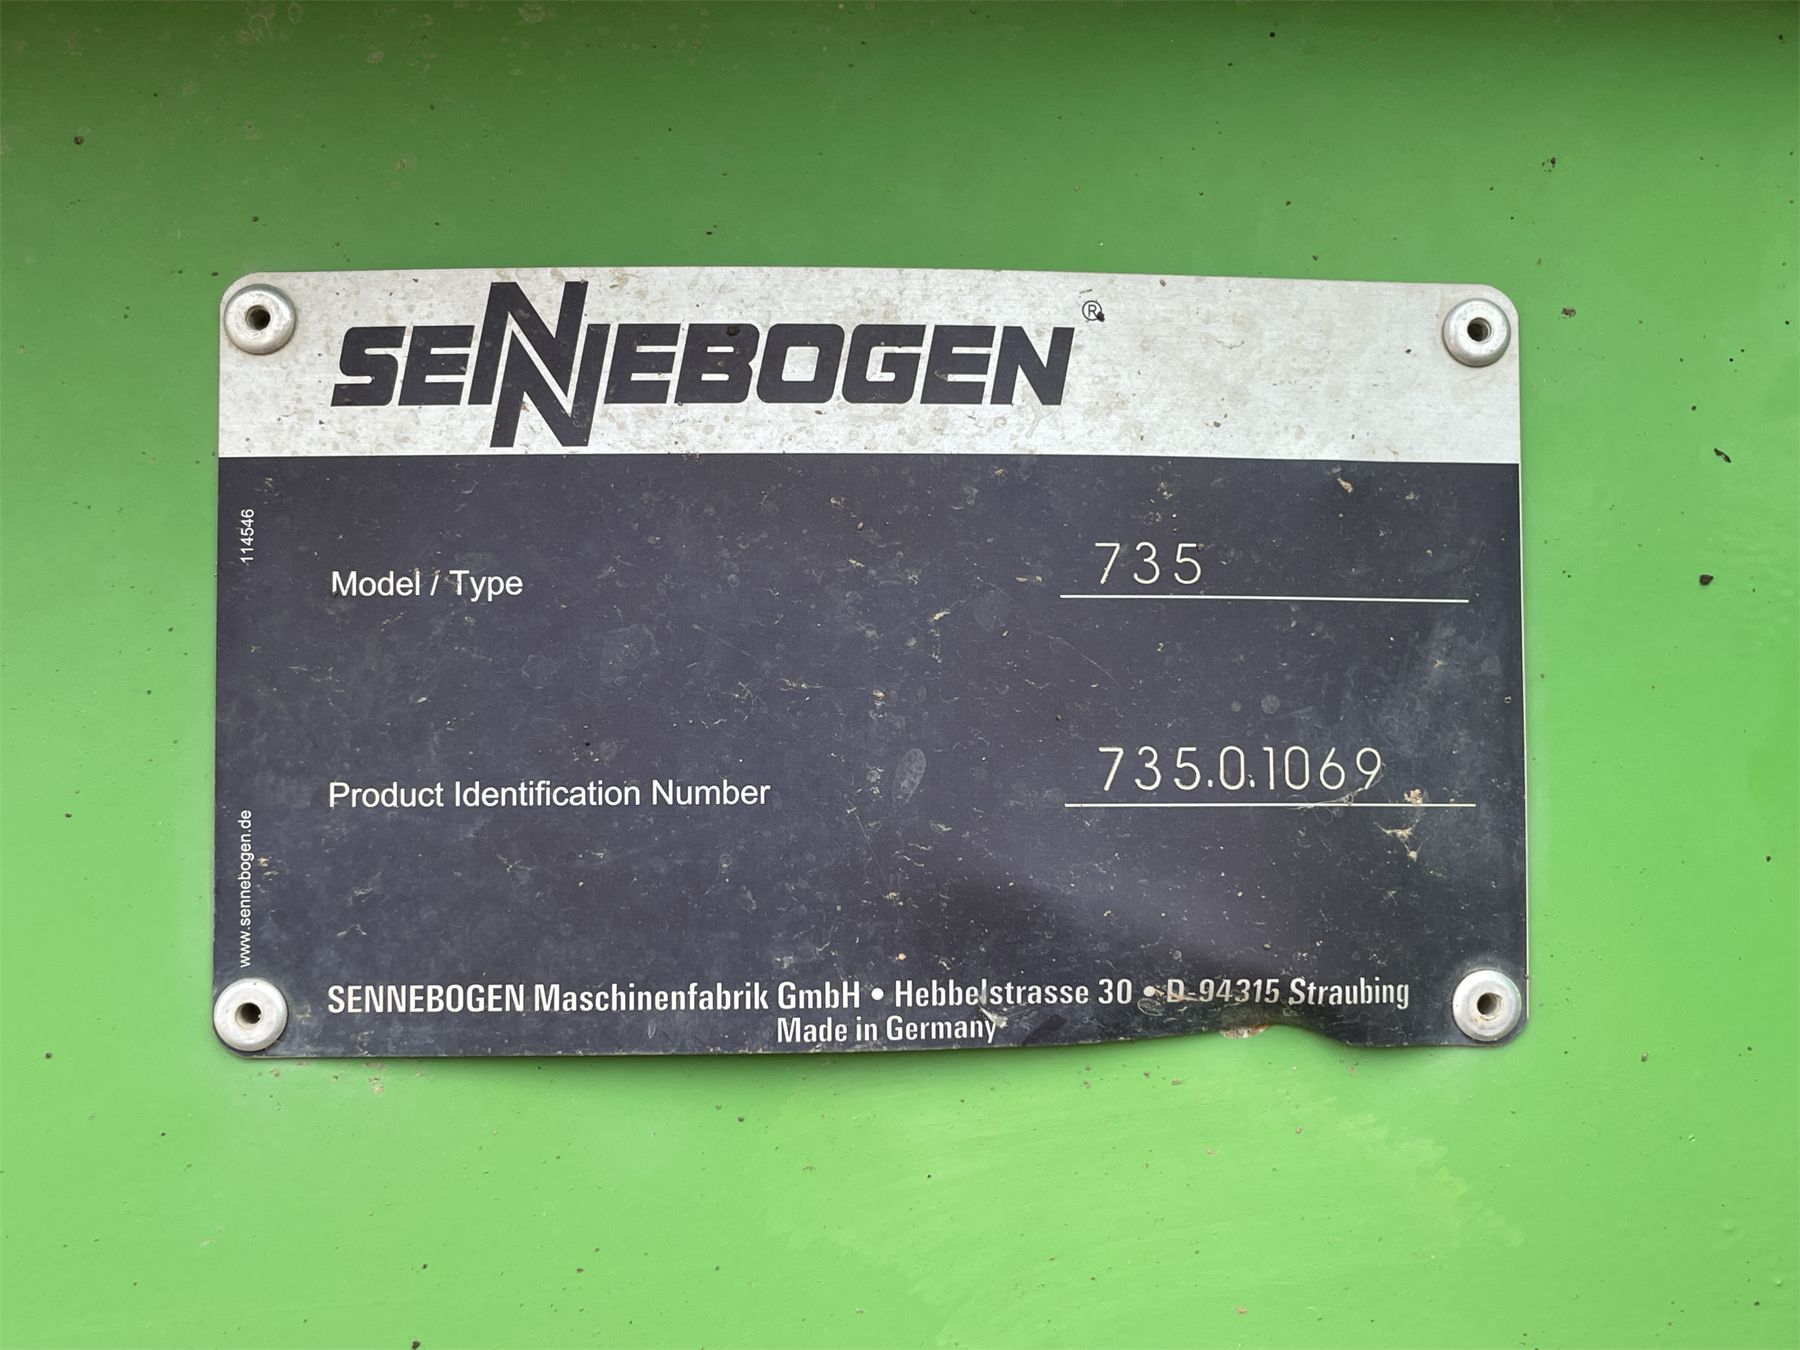 SENNEBOGEN®
114546
Model / Type 735
Product Identification Number 735.0.1069
www.sennebogen.de
SENNEBOGEN Maschinenfabrik GmbH • Hebbelstrasse 30 • D-94315 Straubing
Made in Germany